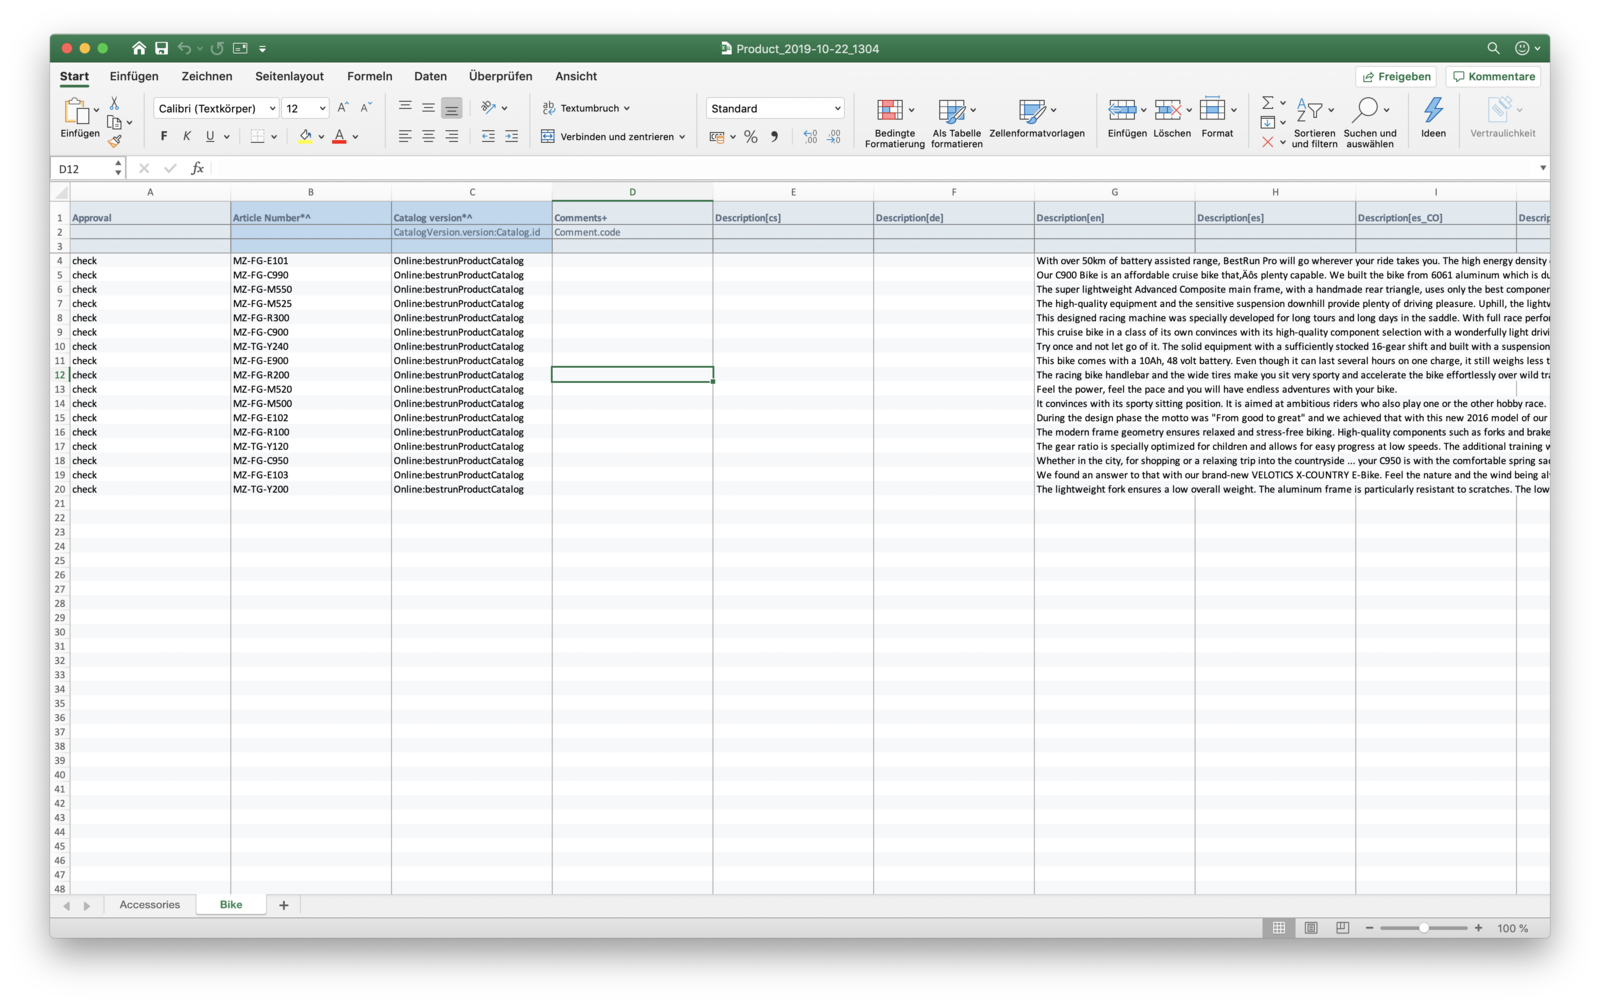 Product_2019-10-22_1304
Start Einfügen Zeichnen Seitenlayout Formeln Daten Überprüfen Ansicht Freigeben Kommentare
Calibri (Textkörper) 12 A^ A˅ Textumbruch Standard
Einfügen F K U A Verbinden und zentrieren % Bedingte Formatierung Als Tabelle formatieren Zellenformatvorlagen Einfügen Löschen Format Sortieren und filtern Suchen und auswählen Ideen Vertraulichkeit
D12 fx
A B C D E F G H I
1 Approval Article Number*^ Catalog version*^ Comments+ Description[cs] Description[de] Description[en] Description[es] Description[es_CO] Descrip
2 CatalogVersion.version:Catalog.id Comment.code
3
4 check MZ-FG-E101 Online:bestrunProductCatalog With over 50km of battery assisted range, BestRun Pro will go wherever your ride takes you. The high energy density
5 check MZ-FG-C990 Online:bestrunProductCatalog Our C900 Bike is an affordable cruise bike that‚Äôs plenty capable. We built the bike from 6061 aluminum which is du
6 check MZ-FG-M550 Online:bestrunProductCatalog The super lightweight Advanced Composite main frame, with a handmade rear triangle, uses only the best componen
7 check MZ-FG-M525 Online:bestrunProductCatalog The high-quality equipment and the sensitive suspension downhill provide plenty of driving pleasure. Uphill, the lightw
8 check MZ-FG-R300 Online:bestrunProductCatalog This designed racing machine was specially developed for long tours and long days in the saddle. With full race perfor
9 check MZ-FG-C900 Online:bestrunProductCatalog This cruise bike in a class of its own convinces with its high-quality component selection with a wonderfully light drivi
10 check MZ-TG-Y240 Online:bestrunProductCatalog Try once and not let go of it. The solid equipment with a sufficiently stocked 16-gear shift and built with a suspension
11 check MZ-FG-E900 Online:bestrunProductCatalog This bike comes with a 10Ah, 48 volt battery. Even though it can last several hours on one charge, it still weighs less t
12 check MZ-FG-R200 Online:bestrunProductCatalog The racing bike handlebar and the wide tires make you sit very sporty and accelerate the bike effortlessly over wild tra
13 check MZ-FG-M520 Online:bestrunProductCatalog Feel the power, feel the pace and you will have endless adventures with your bike.
14 check MZ-FG-M500 Online:bestrunProductCatalog It convinces with its sporty sitting position. It is aimed at ambitious riders who also play one or the other hobby race.
15 check MZ-FG-E102 Online:bestrunProductCatalog During the design phase the motto was "From good to great" and we achieved that with this new 2016 model of our
16 check MZ-FG-R100 Online:bestrunProductCatalog The modern frame geometry ensures relaxed and stress-free biking. High-quality components such as forks and brake
17 check MZ-TG-Y120 Online:bestrunProductCatalog The gear ratio is specially optimized for children and allows for easy progress at low speeds. The additional training w
18 check MZ-FG-C950 Online:bestrunProductCatalog Whether in the city, for shopping or a relaxing trip into the countryside ... your C950 is with the comfortable spring sad
19 check MZ-FG-E103 Online:bestrunProductCatalog We found an answer to that with our brand-new VELOTICS X-COUNTRY E-Bike. Feel the nature and the wind being al
20 check MZ-TG-Y200 Online:bestrunProductCatalog The lightweight fork ensures a low overall weight. The aluminum frame is particularly resistant to scratches. The low
21
22
23
24
25
26
27
28
29
30
31
32
33
34
35
36
37
38
39
40
41
42
43
44
45
46
47
48
Accessories Bike +
100 %